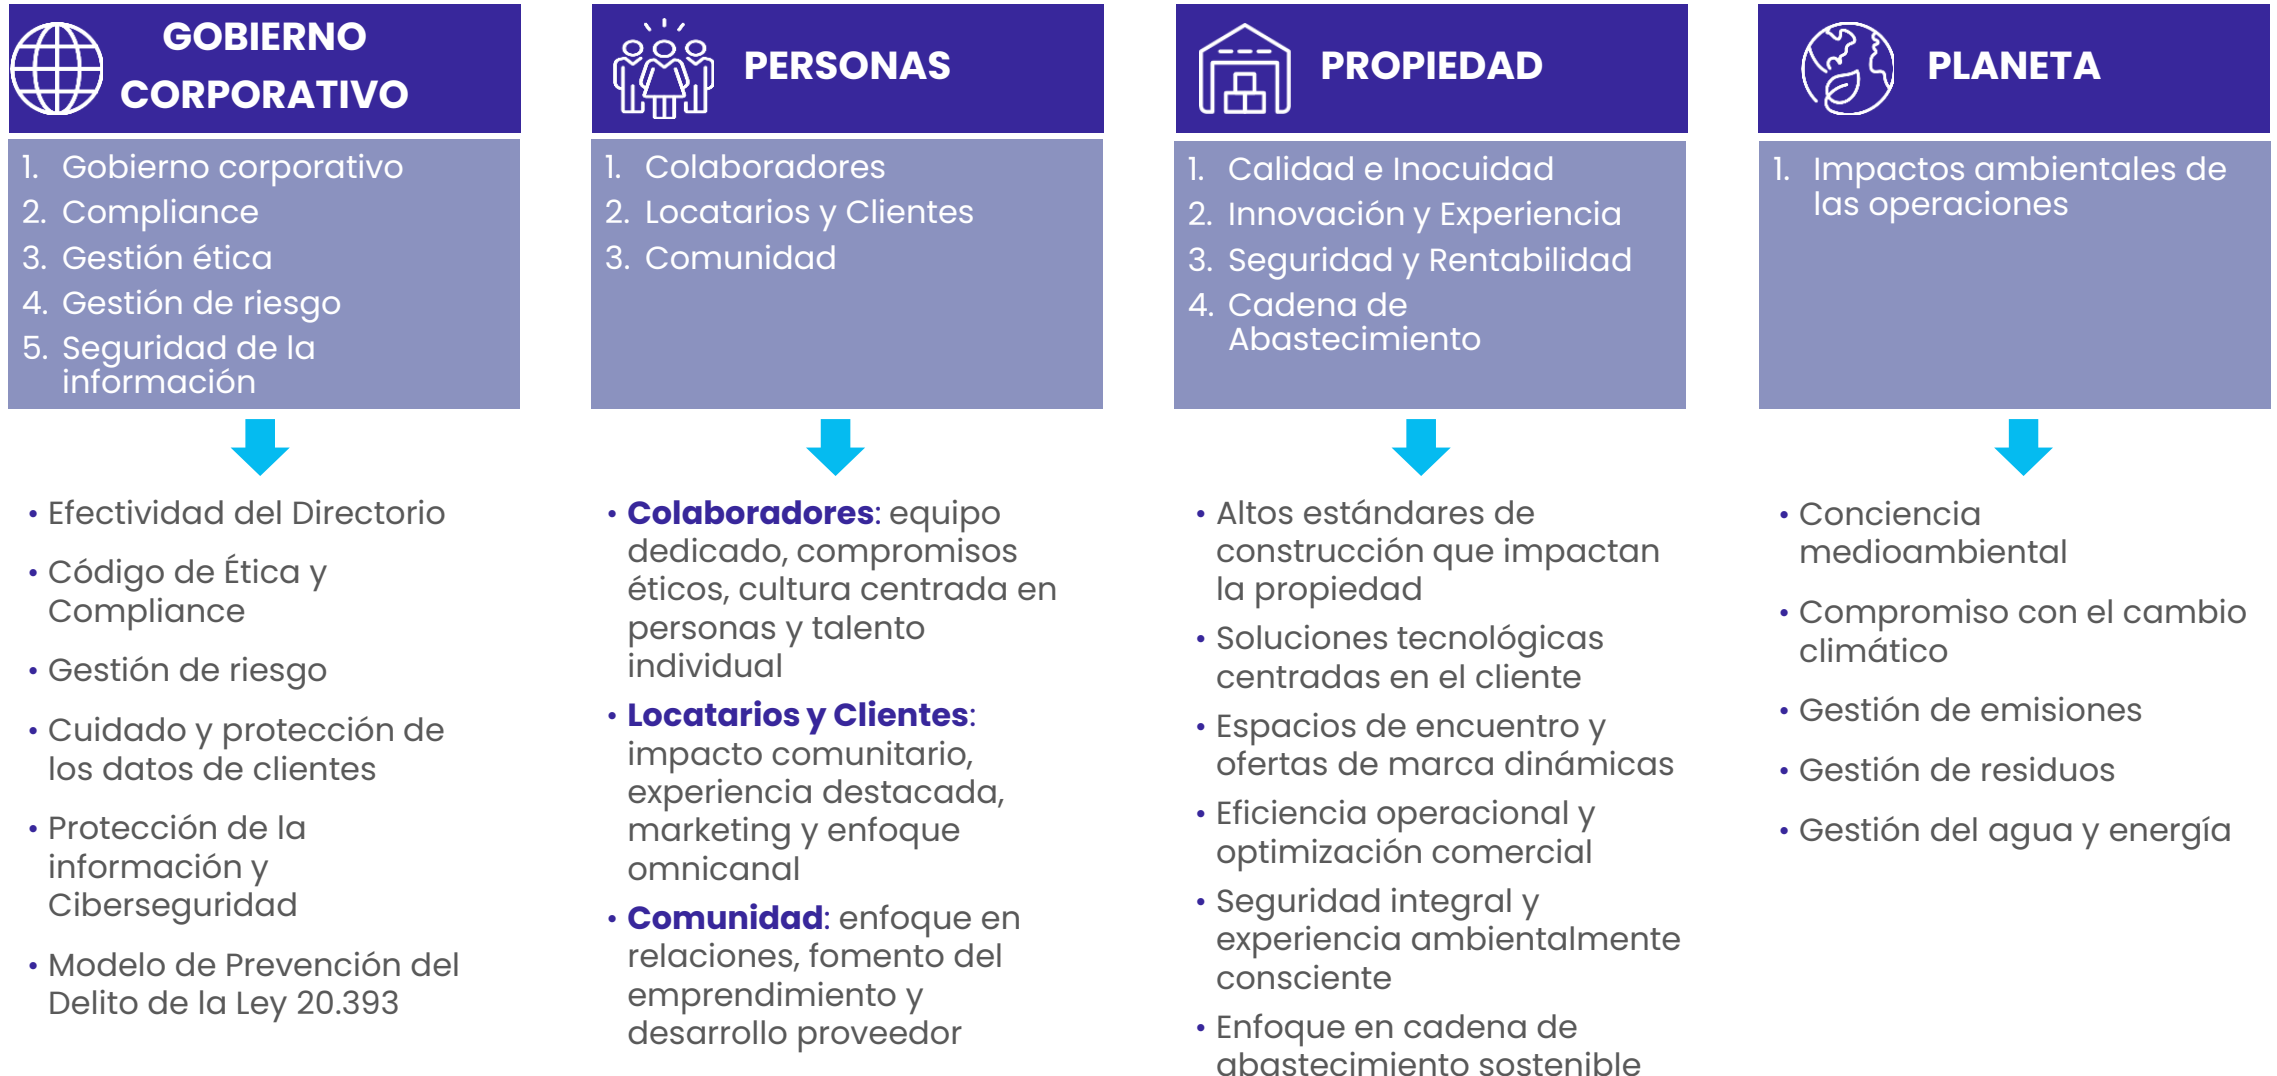 GOBIERNO
CORPORATIVO
1. Gobierno corporativo
2. Compliance
3. Gestión ética
4. Gestión de riesgo
5. Seguridad de la
información
• Efectividad del Directorio
• Código de Ética y
Compliance
• Gestión de riesgo
• Cuidado y protección de
los datos de clientes
• Protección de la
información y
Ciberseguridad
• Modelo de Prevención del
Delito de la Ley 20.393
PERSONAS
1. Colaboradores
2. Locatarios y Clientes
3. Comunidad
• Colaboradores: equipo
dedicado, compromisos
éticos, cultura centrada en
personas y talento
individual
• Locatarios y Clientes:
impacto comunitario,
experiencia destacada,
marketing y enfoque
omnicanal
• Comunidad: enfoque en
relaciones, fomento del
emprendimiento y
desarrollo proveedor
PROPIEDAD
1. Calidad e Inocuidad
2. Innovación y Experiencia
3. Seguridad y Rentabilidad
4. Cadena de
Abastecimiento
• Altos estándares de
construcción que impactan
la propiedad
• Soluciones tecnológicas
centradas en el cliente
• Espacios de encuentro y
ofertas de marca dinámicas
• Eficiencia operacional y
optimización comercial
• Seguridad integral y
experiencia ambientalmente
consciente
• Enfoque en cadena de
abastecimiento sostenible
PLANETA
1. Impactos ambientales de
las operaciones
• Conciencia
medioambiental
• Compromiso con el cambio
climático
• Gestión de emisiones
• Gestión de residuos
• Gestión del agua y energía